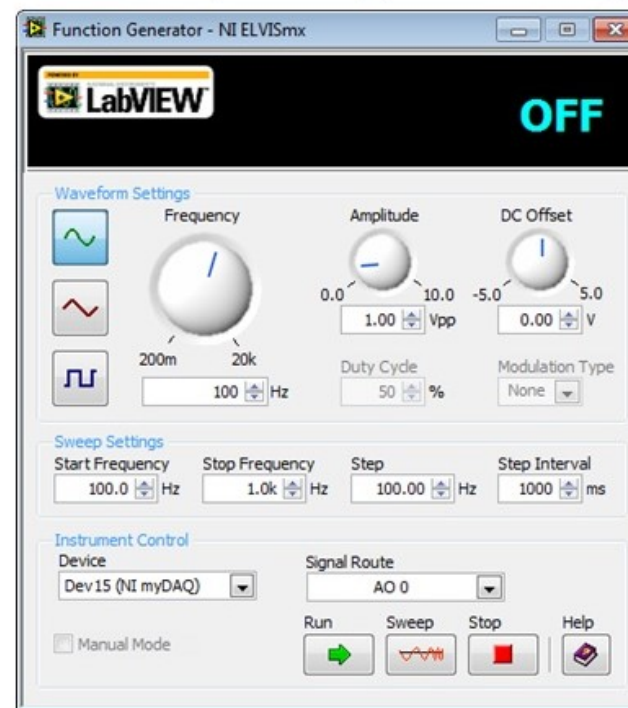 Function Generator - NI ELVISmx
LabVIEW
OFF
Waveform Settings
Frequency
Amplitude
DC Offset
0.0 10.0
-5.0 5.0
1.00 Vpp
0.00 V
200m 20k
100 Hz
Duty Cycle
50 %
Modulation Type
None
Sweep Settings
Start Frequency
Stop Frequency
Step
Step Interval
100.0 Hz
1.0k Hz
100.00 Hz
1000 ms
Instrument Control
Device
Signal Route
Dev15 (NI myDAQ)
AO 0
Run
Sweep
Stop
Help
Manual Mode